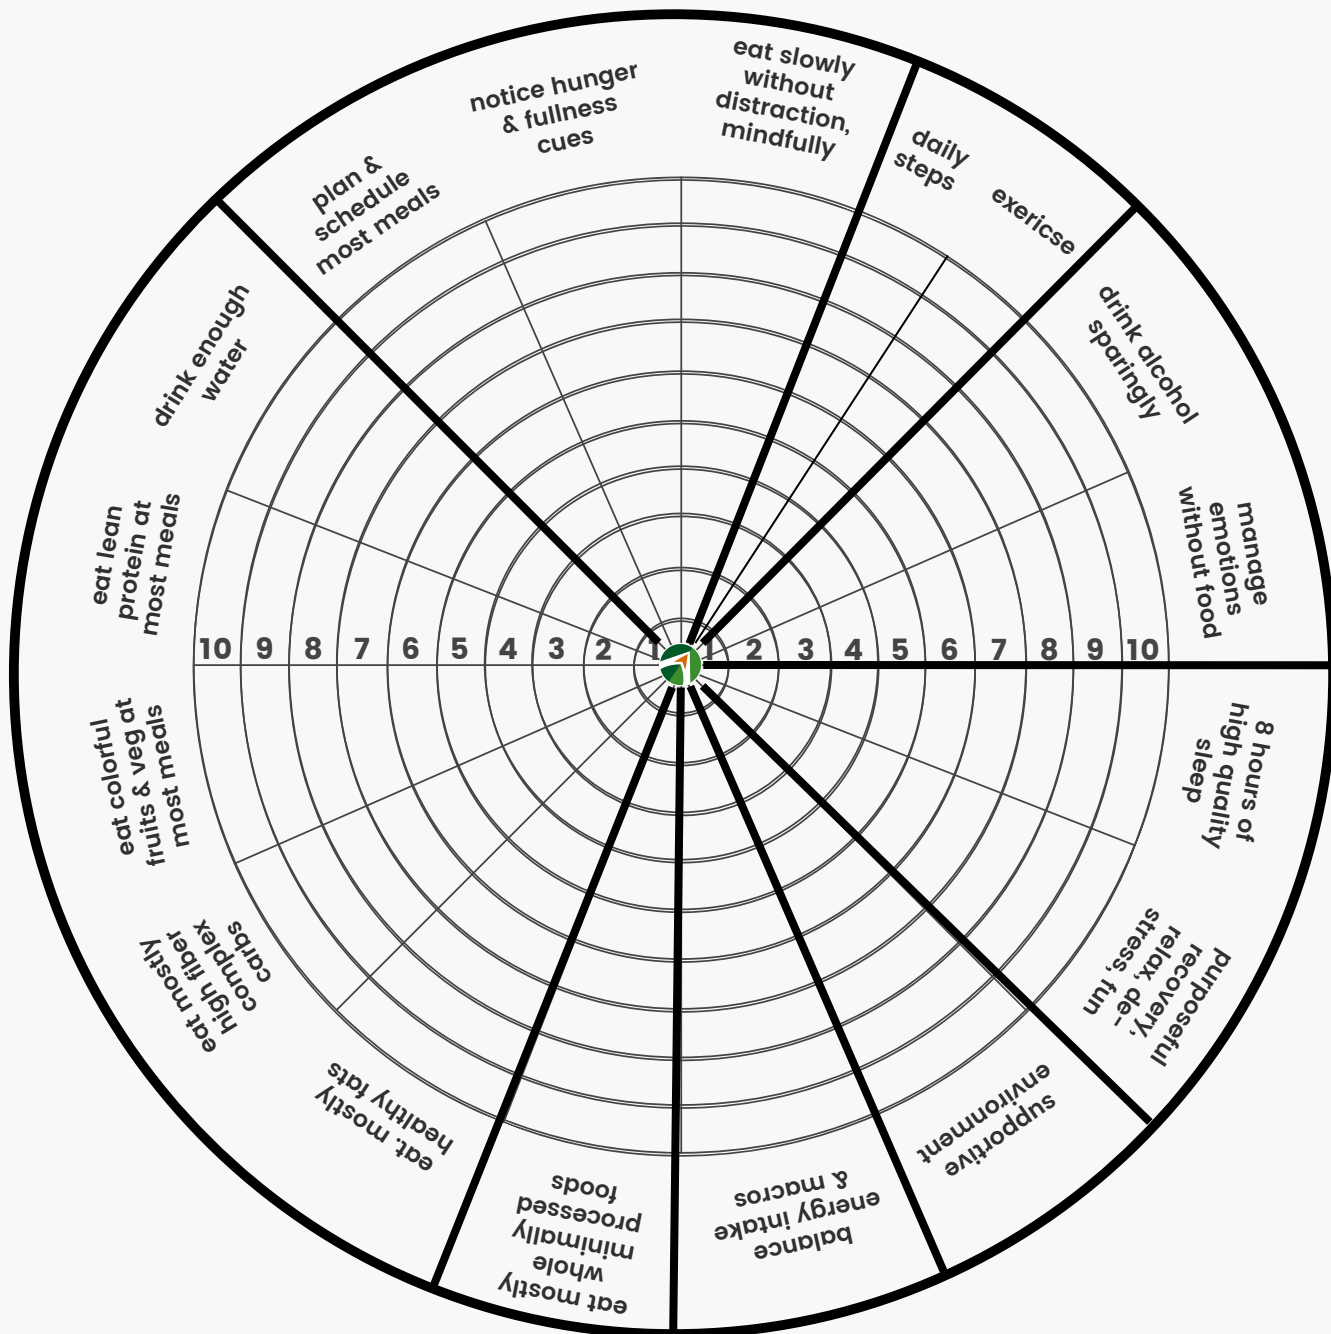 eat slowly
without
distraction,
mindfully
daily
steps
exericse
drink alcohol
sparingly
manage
emotions
without food
8 hours of
high quality
sleep
purposeful
recovery,
relax, de-
stress, fun
supportive
environment
balance
energy intake
& macros
eat mostly
whole
minimally
processed
foods
eat. mostly
healthy fats
eat mostly
high fiber
complex
carbs
eat colorful
fruits & veg at
most meals
eat lean
protein at
most meals
drink enough
water
plan &
schedule
most meals
notice hunger
& fullness
cues
10 9 8 7 6 5 4 3 2 1 1 2 3 4 5 6 7 8 9 10